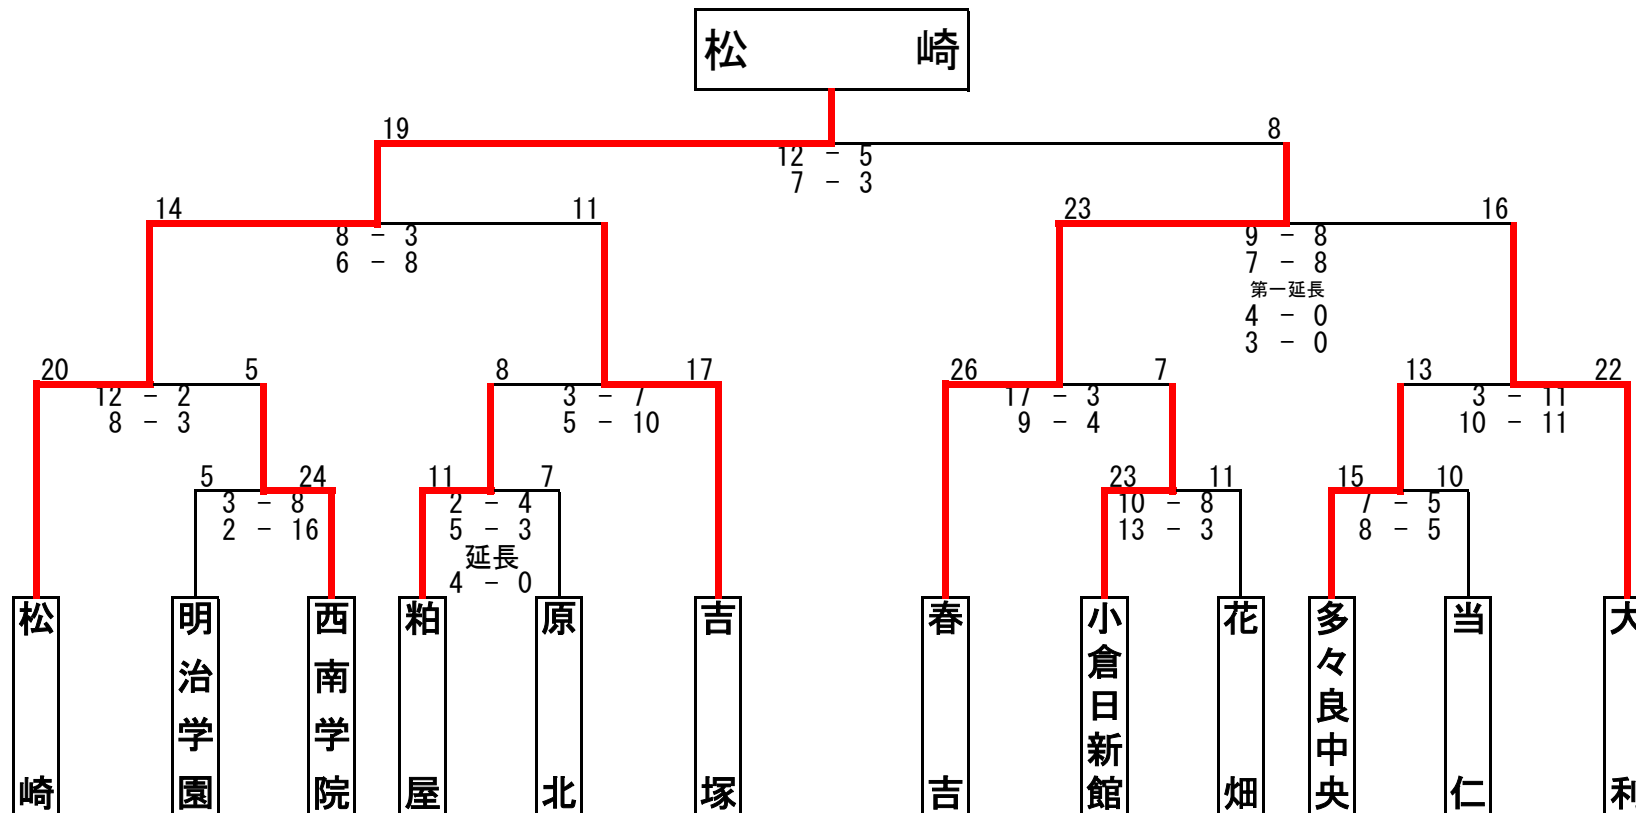 松崎
19 8
12 - 5
7 - 3
14 11 23 16
8 - 3 9 - 8
6 - 8 7 - 8
第一延長
4 - 0
3 - 0
20 5 8 17 26 7 13 22
12 - 2 3 - 7 17 - 3 3 - 11
8 - 3 5 - 10 9 - 4 10 - 11
5 24 11 7 23 11 15 10
3 - 8 2 - 4 10 - 8 7 - 5
2 - 16 5 - 3 13 - 3 8 - 5
延長
4 - 0
松崎
明治学園
西南学院
粕屋
原北
吉塚
春吉
小倉日新館
花畑
多々良中央
当仁
大利